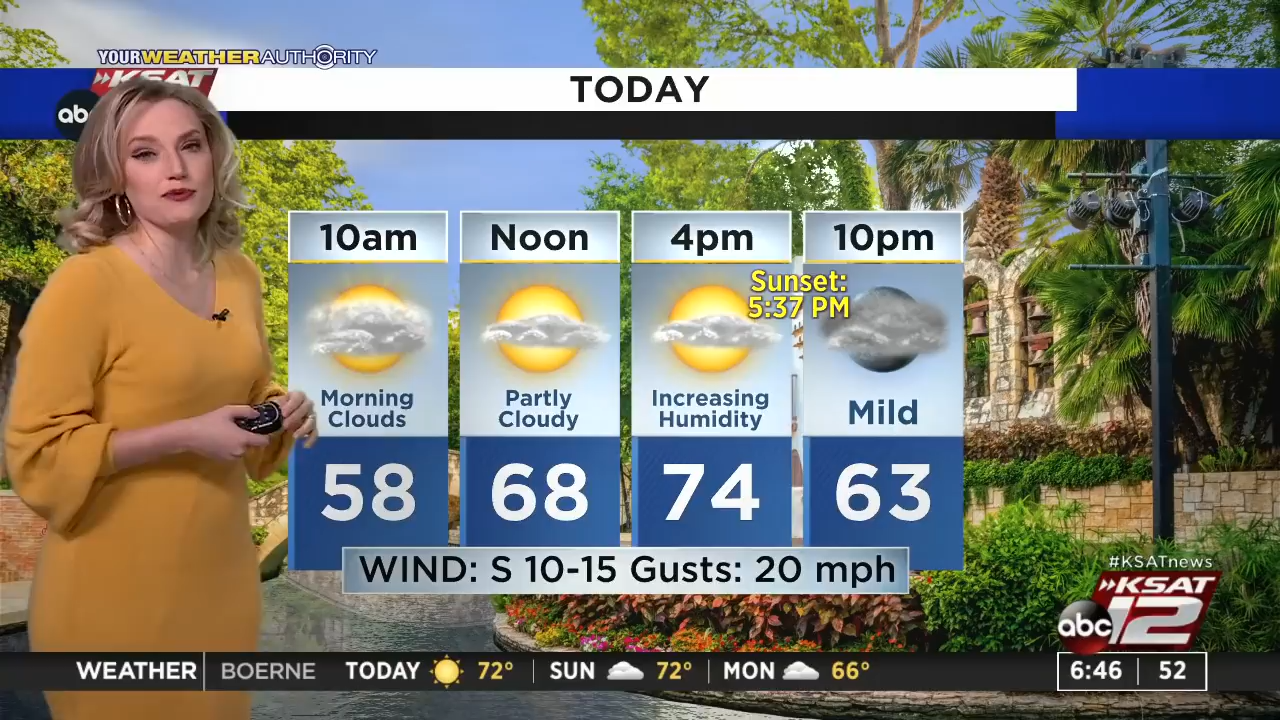 YOURWEATHERAUTHORITY
KSAT
abc
TODAY
10am
Morning
Clouds
58
Noon
Partly
Cloudy
68
4pm
Increasing
Humidity
74
Sunset:
5:37 PM
10pm
Mild
63
WIND: S 10-15 Gusts: 20 mph
#KSATnews
KSAT
abc 12
WEATHER BOERNE TODAY 72° SUN 72° MON 66°
6:46 52